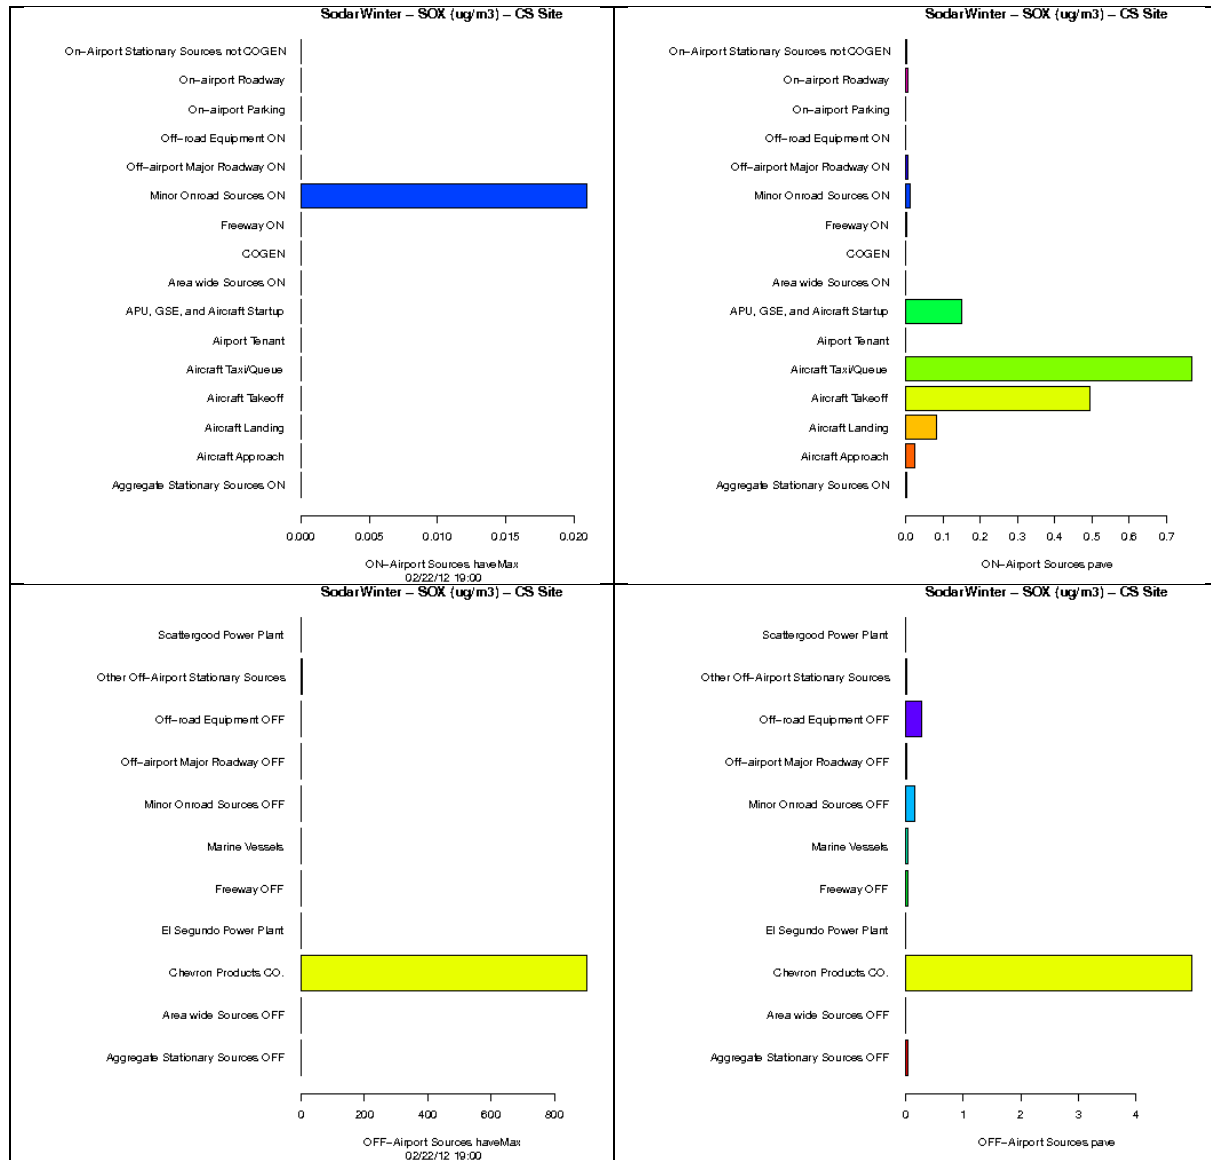 SodarWinter – SOX (ug/m3) – CS Site
On–Airport Stationary Sources not COGEN
On–airport Roadway
On–airport Parking
Off–road Equipment ON
Off–airport Major Roadway ON
Minor Onroad Sources ON
Freeway ON
COGEN
Area wide Sources ON
APU, GSE, and Aircraft Startup
Airport Tenant
Aircraft Taxi/Queue
Aircraft Takeoff
Aircraft Landing
Aircraft Approach
Aggregate Stationary Sources ON
0.000 0.005 0.010 0.015 0.020
ON–Airport Sources haveMax
02/22/12 19:00
SodarWinter – SOX (ug/m3) – CS Site
On–Airport Stationary Sources not COGEN
On–airport Roadway
On–airport Parking
Off–road Equipment ON
Off–airport Major Roadway ON
Minor Onroad Sources ON
Freeway ON
COGEN
Area wide Sources ON
APU, GSE, and Aircraft Startup
Airport Tenant
Aircraft Taxi/Queue
Aircraft Takeoff
Aircraft Landing
Aircraft Approach
Aggregate Stationary Sources ON
0.0 0.1 0.2 0.3 0.4 0.5 0.6 0.7
ON–Airport Sources pave
SodarWinter – SOX (ug/m3) – CS Site
Scattergood Power Plant
Other Off–Airport Stationary Sources
Off–road Equipment OFF
Off–airport Major Roadway OFF
Minor Onroad Sources OFF
Marine Vessels
Freeway OFF
El Segundo Power Plant
Chevron Products CO.
Area wide Sources OFF
Aggregate Stationary Sources OFF
0 200 400 600 800
OFF–Airport Sources haveMax
02/22/12 19:00
SodarWinter – SOX (ug/m3) – CS Site
Scattergood Power Plant
Other Off–Airport Stationary Sources
Off–road Equipment OFF
Off–airport Major Roadway OFF
Minor Onroad Sources OFF
Marine Vessels
Freeway OFF
El Segundo Power Plant
Chevron Products CO.
Area wide Sources OFF
Aggregate Stationary Sources OFF
0 1 2 3 4
OFF–Airport Sources pave